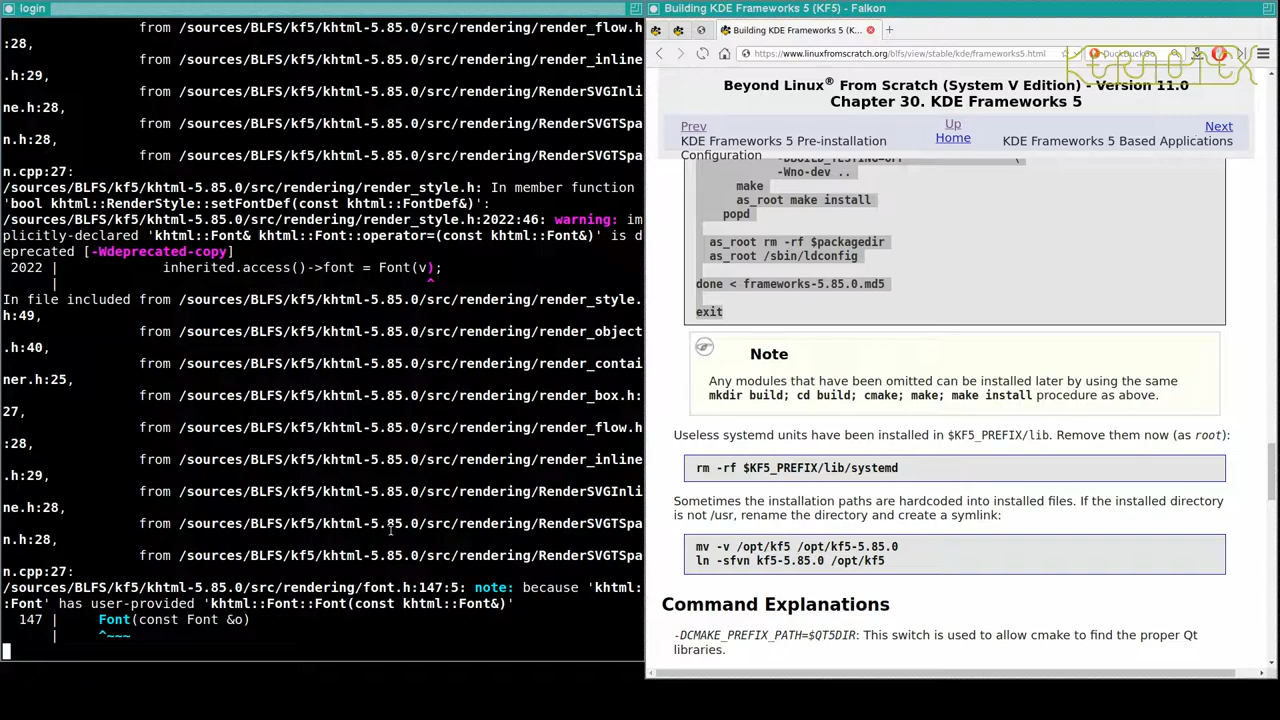 login
from /sources/BLFS/kf5/khtml-5.85.0/src/rendering/render_flow.h
:28,
from /sources/BLFS/kf5/khtml-5.85.0/src/rendering/render_inline
.h:29,
from /sources/BLFS/kf5/khtml-5.85.0/src/rendering/RenderSVGInli
ne.h:28,
from /sources/BLFS/kf5/khtml-5.85.0/src/rendering/RenderSVGTSpa
n.h:28,
from /sources/BLFS/kf5/khtml-5.85.0/src/rendering/RenderSVGTSpa
n.cpp:27:
/sources/BLFS/kf5/khtml-5.85.0/src/rendering/render_style.h: In member function
'bool khtml::RenderStyle::setFontDef(const khtml::FontDef&)':
/sources/BLFS/kf5/khtml-5.85.0/src/rendering/render_style.h:2022:46: warning: im
plicitly-declared 'khtml::Font& khtml::Font::operator=(const khtml::Font&)' is d
eprecated [-Wdeprecated-copy]
2022 |             inherited.access()->font = Font(v);
|                                              ^
In file included from /sources/BLFS/kf5/khtml-5.85.0/src/rendering/render_style.
h:49,
from /sources/BLFS/kf5/khtml-5.85.0/src/rendering/render_object
.h:40,
from /sources/BLFS/kf5/khtml-5.85.0/src/rendering/render_contai
ner.h:25,
from /sources/BLFS/kf5/khtml-5.85.0/src/rendering/render_box.h:
27,
from /sources/BLFS/kf5/khtml-5.85.0/src/rendering/render_flow.h
:28,
from /sources/BLFS/kf5/khtml-5.85.0/src/rendering/render_inline
.h:29,
from /sources/BLFS/kf5/khtml-5.85.0/src/rendering/RenderSVGInli
ne.h:28,
from /sources/BLFS/kf5/khtml-5.85.0/src/rendering/RenderSVGTSpa
n.h:28,
from /sources/BLFS/kf5/khtml-5.85.0/src/rendering/RenderSVGTSpa
n.cpp:27:
/sources/BLFS/kf5/khtml-5.85.0/src/rendering/font.h:147:5: note: because 'khtml:
:Font' has user-provided 'khtml::Font::Font(const khtml::Font&)'
147 |     Font(const Font &o)
|     ^~~~
Building KDE Frameworks 5 (KF5) - Falkon
Building KDE Frameworks 5 (K...
https://www.linuxfromscratch.org/blfs/view/stable/kde/frameworks5.html
KERNOTEX
Beyond Linux® From Scratch (System V Edition) - Version 11.0
Chapter 30. KDE Frameworks 5
Prev
KDE Frameworks 5 Pre-installation
Configuration
Up
Home
Next
KDE Frameworks 5 Based Applications
-DBUILD_TESTING=OFF \
-Wno-dev ..
make
as_root make install
popd
as_root rm -rf $packagedir
as_root /sbin/ldconfig
done < frameworks-5.85.0.md5
exit
Note
Any modules that have been omitted can be installed later by using the same
mkdir build; cd build; cmake; make; make install procedure as above.
Useless systemd units have been installed in $KF5_PREFIX/lib. Remove them now (as root):
rm -rf $KF5_PREFIX/lib/systemd
Sometimes the installation paths are hardcoded into installed files. If the installed directory
is not /usr, rename the directory and create a symlink:
mv -v /opt/kf5 /opt/kf5-5.85.0
ln -sfvn kf5-5.85.0 /opt/kf5
Command Explanations
-DCMAKE_PREFIX_PATH=$QT5DIR: This switch is used to allow cmake to find the proper Qt
libraries.